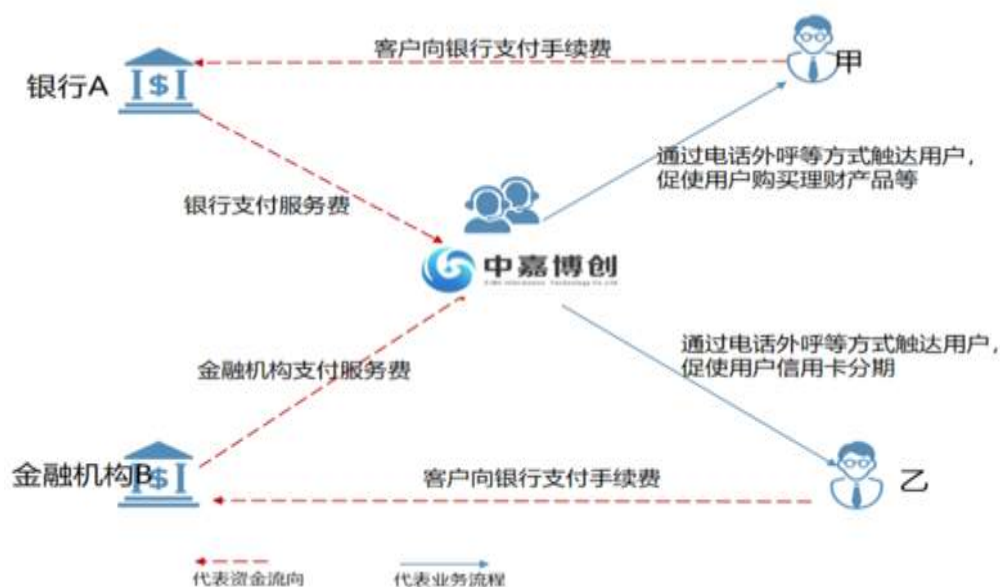 客户向银行支付手续费
甲
银行A
通过电话外呼等方式触达用户，
促使用户购买理财产品等
银行支付服务费
中嘉博创
通过电话外呼等方式触达用户，
促使用户信用卡分期
金融机构支付服务费
金融机构B
客户向银行支付手续费
乙
代表资金流向
代表业务流程